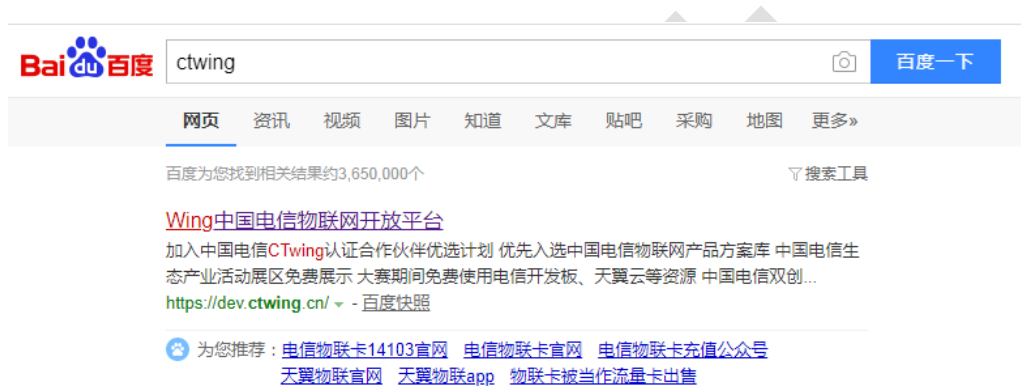 Baidu百度 ctwing 百度一下
网页 资讯 视频 图片 知道 文库 贴吧 采购 地图 更多»
百度为您找到相关结果约3,650,000个 搜索工具
Wing中国电信物联网开放平台
加入中国电信CTwing认证合作伙伴优选计划 优先入选中国电信物联网产品方案库 中国电信生
态产业活动展区免费展示 大赛期间免费使用电信开发板、天翼云等资源 中国电信双创...
https://dev.ctwing.cn/ - 百度快照
为您推荐：电信物联卡14103官网 电信物联卡官网 电信物联卡充值公众号
天翼物联官网 天翼物联app 物联卡被当作流量卡出售